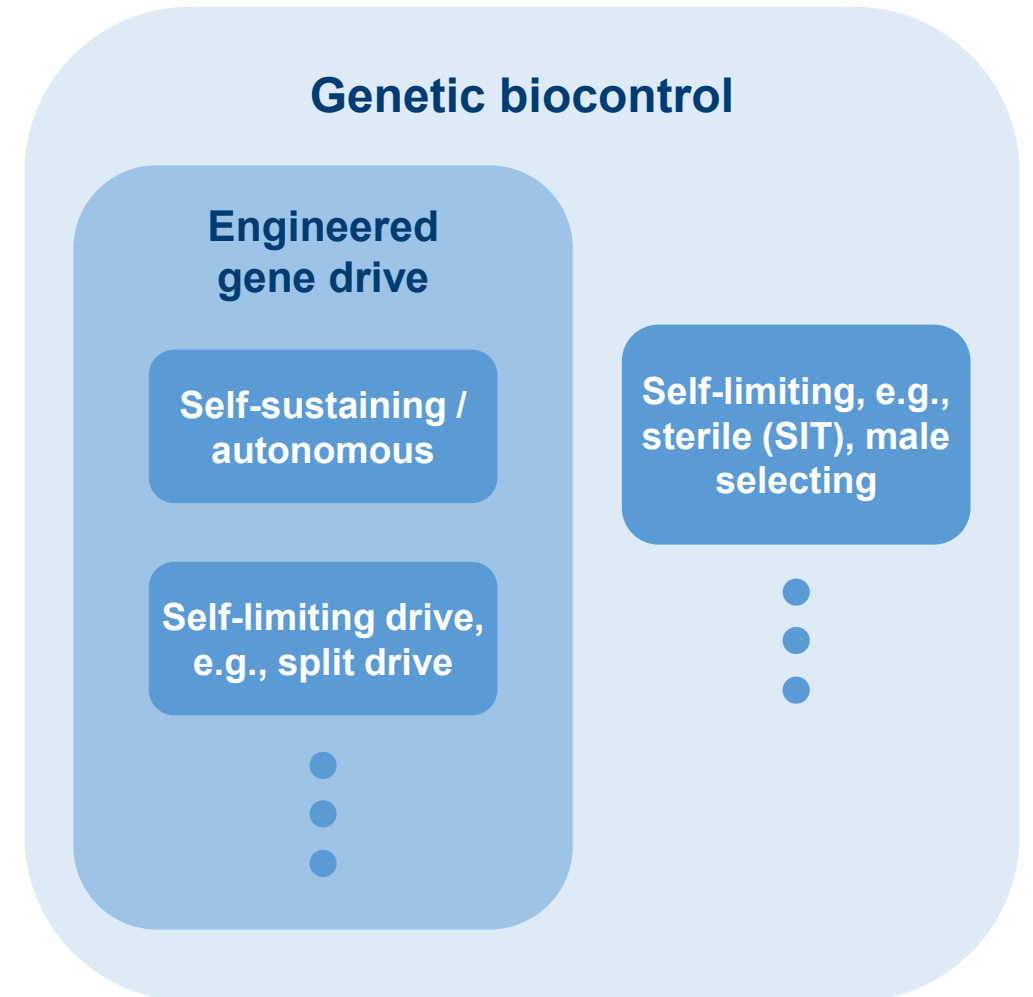 Genetic biocontrol
Engineered
gene drive
Self-sustaining /
autonomous
Self-limiting drive,
e.g., split drive
Self-limiting, e.g.,
sterile (SIT), male
selecting